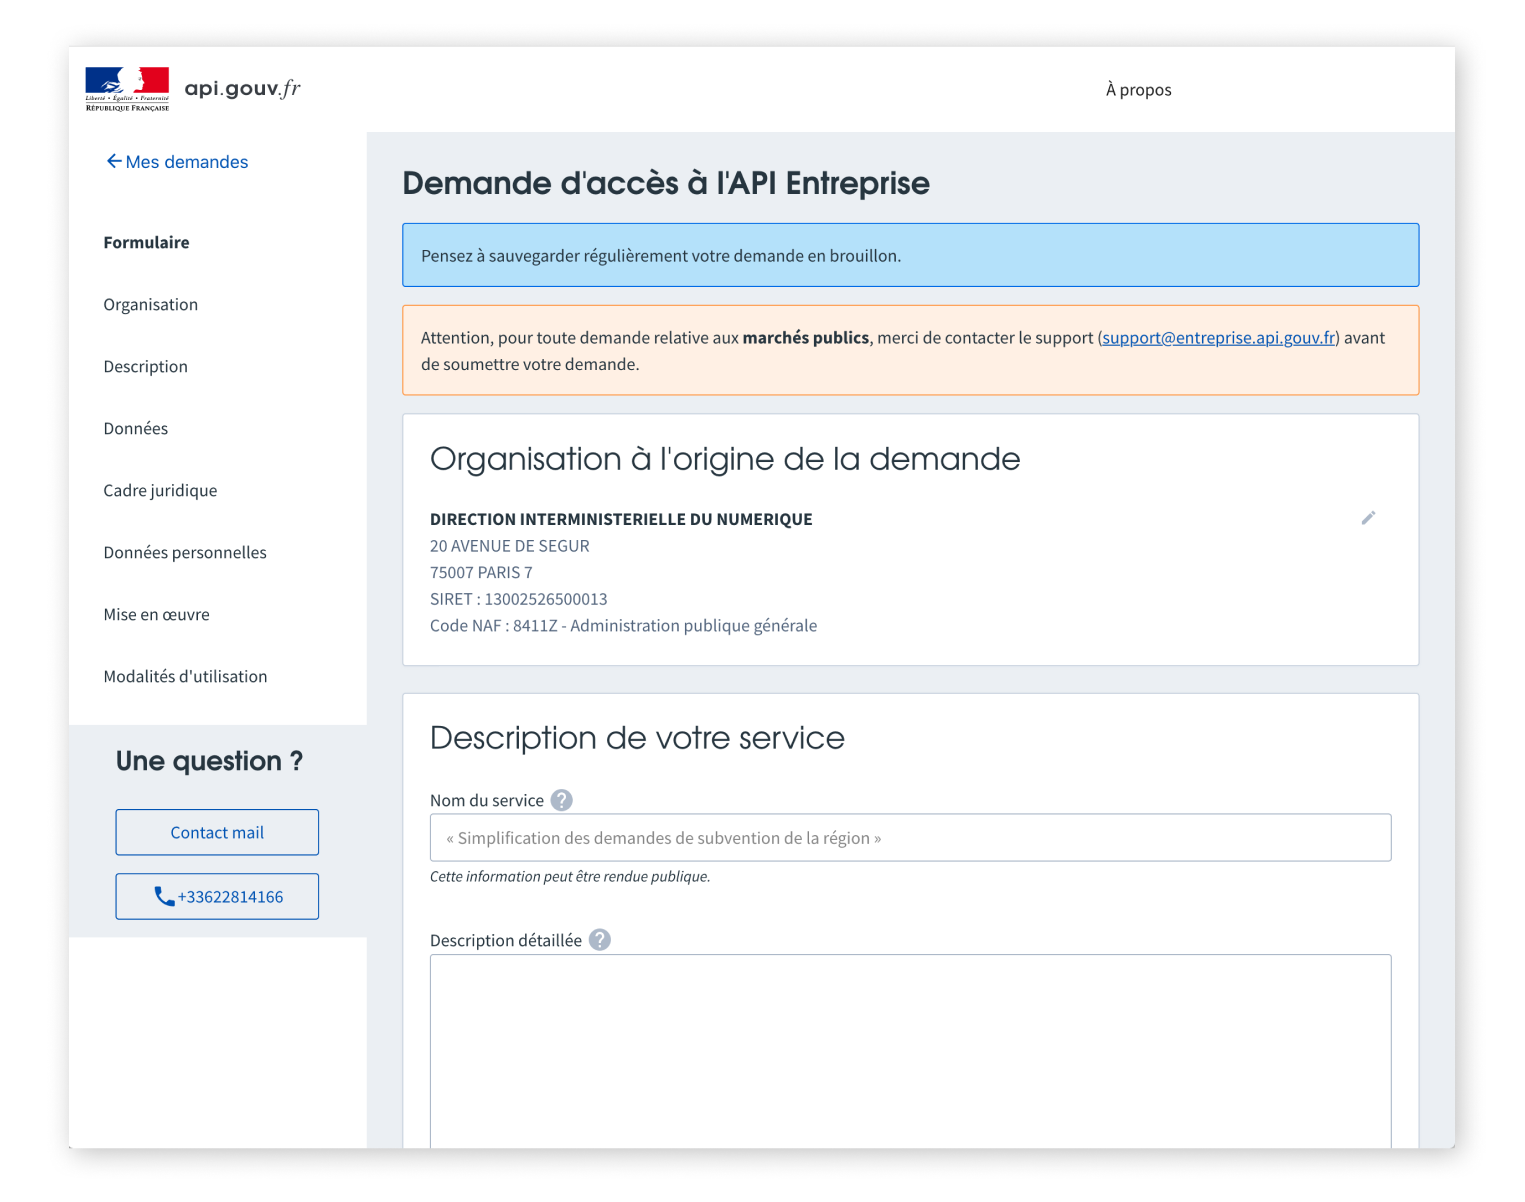 Liberté • Égalité • Fraternité
RÉPUBLIQUE FRANÇAISE
api.gouv.fr
À propos
Mes demandes
Formulaire
Organisation
Description
Données
Cadre juridique
Données personnelles
Mise en œuvre
Modalités d'utilisation
Une question ?
Contact mail
+33622814166
Demande d'accès à l'API Entreprise
Pensez à sauvegarder régulièrement votre demande en brouillon.
Attention, pour toute demande relative aux marchés publics, merci de contacter le support (support@entreprise.api.gouv.fr) avant
de soumettre votre demande.
Organisation à l'origine de la demande
DIRECTION INTERMINISTERIELLE DU NUMERIQUE
20 AVENUE DE SEGUR
75007 PARIS 7
SIRET : 13002526500013
Code NAF : 8411Z - Administration publique générale
Description de votre service
Nom du service ?
« Simplification des demandes de subvention de la région »
Cette information peut être rendue publique.
Description détaillée ?